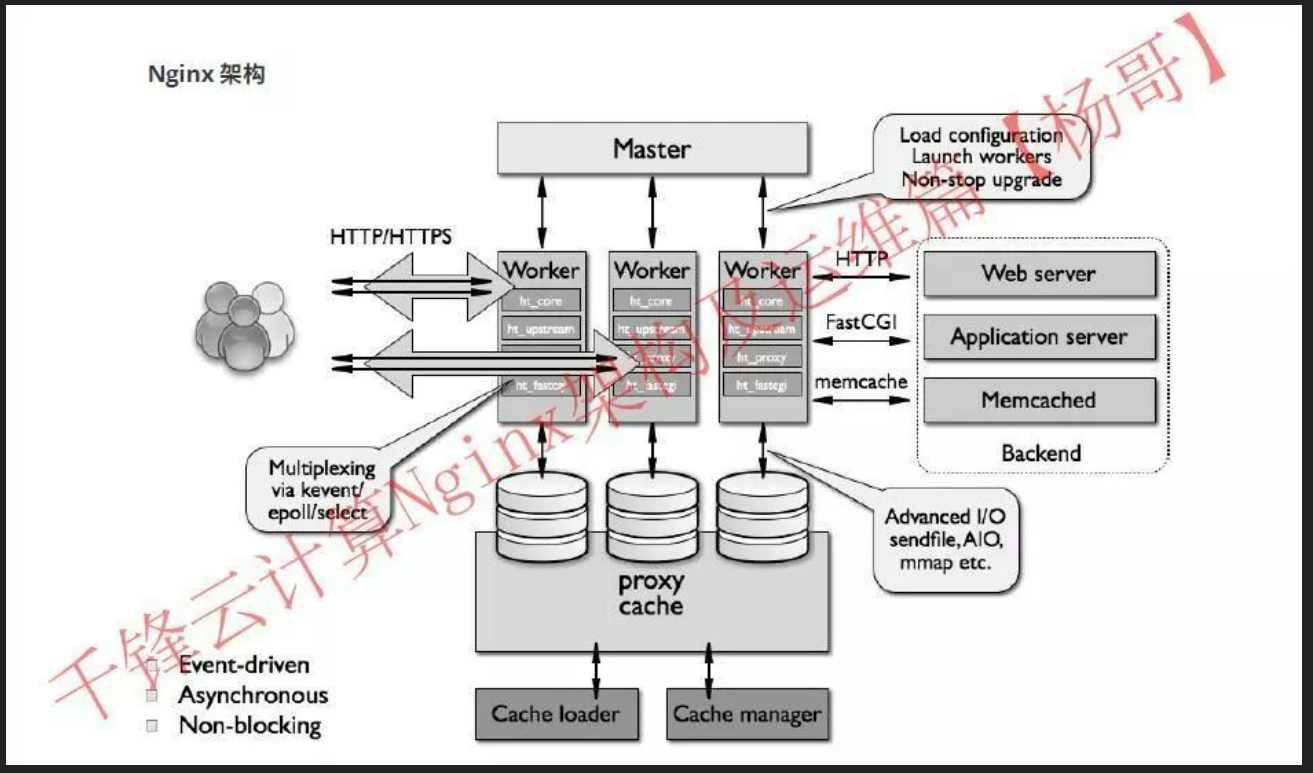 Nginx 架构
Master
Load configuration
Launch workers
Non-stop upgrade
HTTP/HTTPS
Worker
ht_core
ht_upstream
Worker
ht_core
ht_upstream
ht_fastcgi
Worker
ht_core
ht_upstream
ht_proxy
ht_fastcgi
HTTP
FastCGI
memcache
Web server
Application server
Memcached
Backend
Multiplexing
via kevent/
epoll/select
Advanced I/O
sendfile, AIO,
mmap etc.
proxy
cache
Cache loader
Cache manager
Event-driven
Asynchronous
Non-blocking
千锋云计算Nginx架构及运维篇【杨哥】